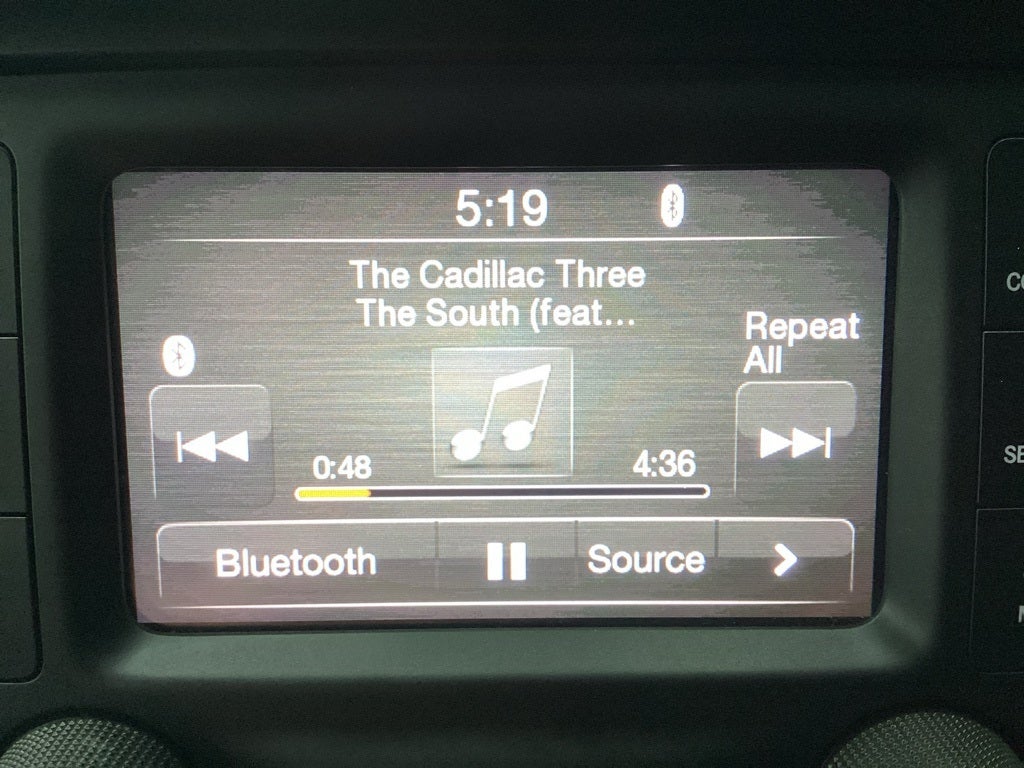 5:19
The Cadillac Three
The South (feat...
Repeat
All
0:48
4:36
Bluetooth
Source